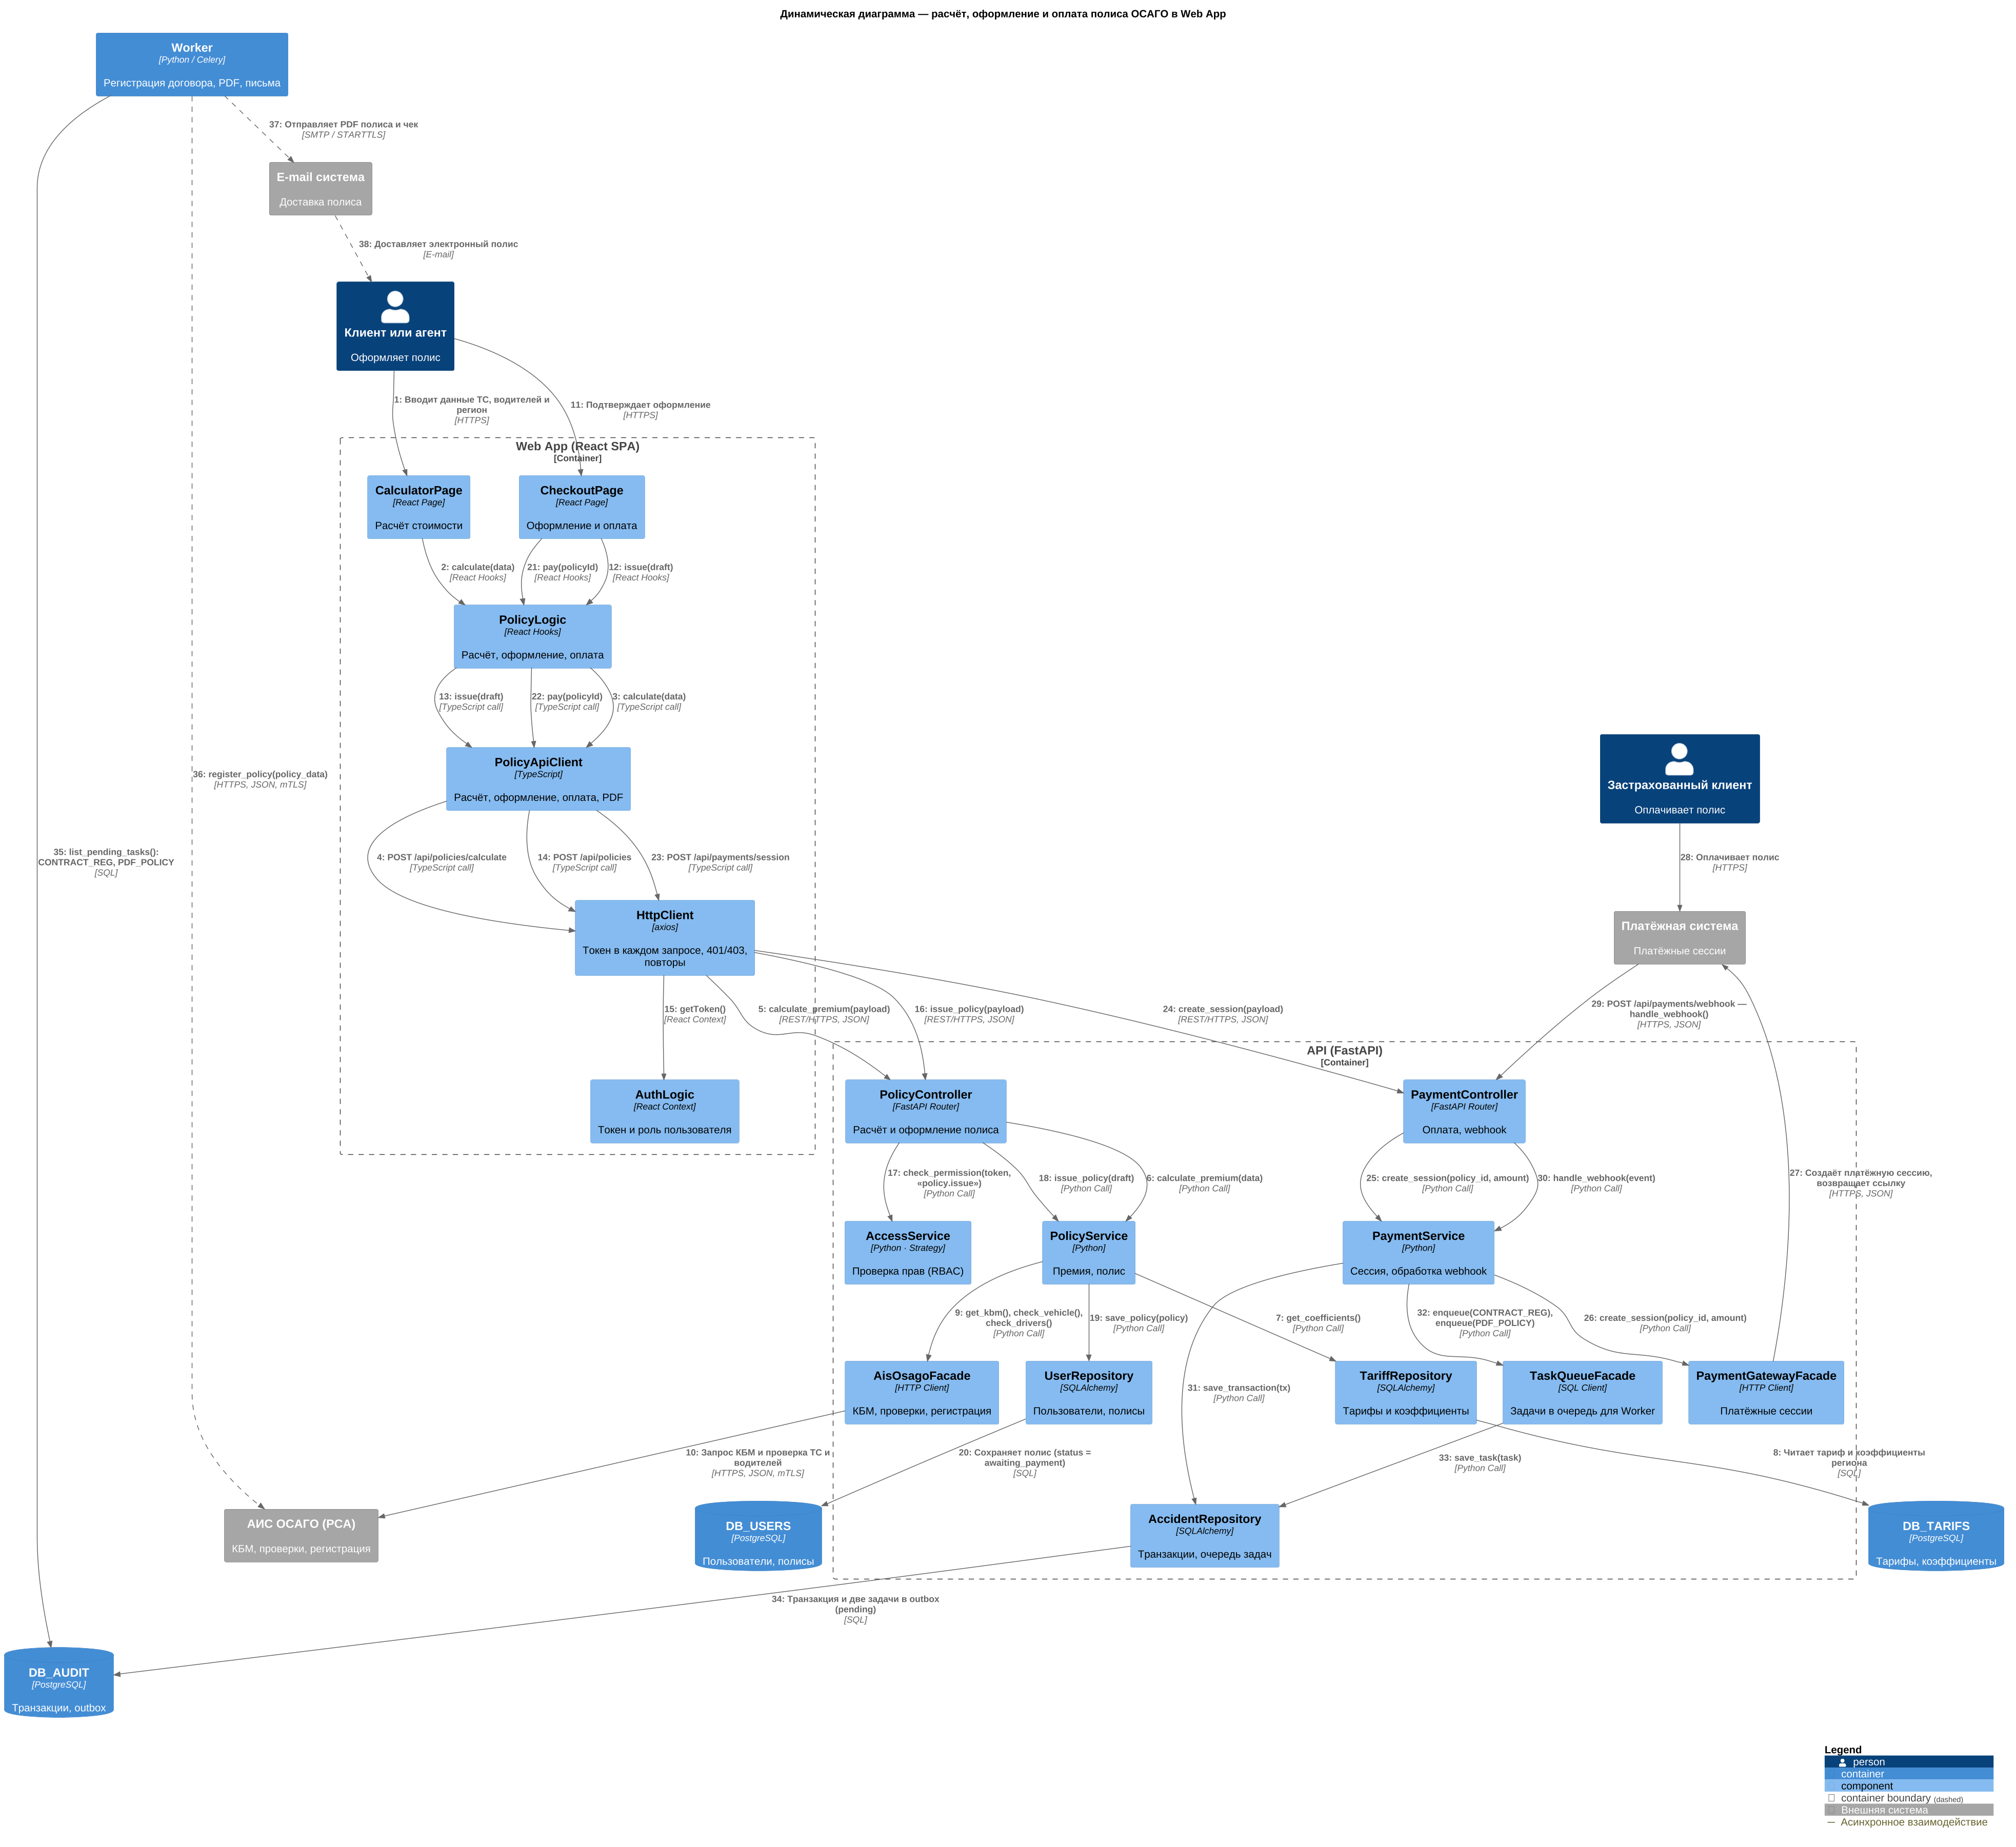 Динамическая диаграмма — расчёт, оформление и оплата полиса ОСАГО в Web App
Worker
[Python / Celery]
Регистрация договора, PDF, письма
37: Отправляет PDF полиса и чек
[SMTP / STARTTLS]
E-mail система
Доставка полиса
38: Доставляет электронный полис
[E-mail]
Клиент или агент
Оформляет полис
1: Вводит данные ТС, водителей и
регион
[HTTPS]
11: Подтверждает оформление
[HTTPS]
Web App (React SPA)
[Container]
CalculatorPage
[React Page]
Расчёт стоимости
CheckoutPage
[React Page]
Оформление и оплата
2: calculate(data)
[React Hooks]
21: pay(policyId)
[React Hooks]
12: issue(draft)
[React Hooks]
PolicyLogic
[React Hooks]
Расчёт, оформление, оплата
13: issue(draft)
[TypeScript call]
22: pay(policyId)
[TypeScript call]
3: calculate(data)
[TypeScript call]
PolicyApiClient
[TypeScript]
Расчёт, оформление, оплата, PDF
36: register_policy(policy_data)
[HTTPS, JSON, mTLS]
Застрахованный клиент
Оплачивает полис
35: list_pending_tasks():
CONTRACT_REG, PDF_POLICY
[SQL]
4: POST /api/policies/calculate
[TypeScript call]
14: POST /api/policies
[TypeScript call]
23: POST /api/payments/session
[TypeScript call]
28: Оплачивает полис
[HTTPS]
HttpClient
[axios]
Токен в каждом запросе, 401/403,
повторы
Платёжная система
Платёжные сессии
15: getToken()
[React Context]
5: calculate_premium(payload)
[REST/HTTPS, JSON]
16: issue_policy(payload)
[REST/HTTPS, JSON]
24: create_session(payload)
[REST/HTTPS, JSON]
29: POST /api/payments/webhook —
handle_webhook()
[HTTPS, JSON]
API (FastAPI)
[Container]
AuthLogic
[React Context]
Токен и роль пользователя
PolicyController
[FastAPI Router]
Расчёт и оформление полиса
PaymentController
[FastAPI Router]
Оплата, webhook
17: check_permission(token,
«policy.issue»)
[Python Call]
18: issue_policy(draft)
[Python Call]
6: calculate_premium(data)
[Python Call]
25: create_session(policy_id, amount)
[Python Call]
30: handle_webhook(event)
[Python Call]
27: Создаёт платёжную сессию,
возвращает ссылку
[HTTPS, JSON]
AccessService
[Python · Strategy]
Проверка прав (RBAC)
PolicyService
[Python]
Премия, полис
PaymentService
[Python]
Сессия, обработка webhook
9: get_kbm(), check_vehicle(),
check_drivers()
[Python Call]
19: save_policy(policy)
[Python Call]
7: get_coefficients()
[Python Call]
32: enqueue(CONTRACT_REG),
enqueue(PDF_POLICY)
[Python Call]
26: create_session(policy_id, amount)
[Python Call]
AisOsagoFacade
[HTTP Client]
КБМ, проверки, регистрация
UserRepository
[SQLAlchemy]
Пользователи, полисы
31: save_transaction(tx)
[Python Call]
TariffRepository
[SQLAlchemy]
Тарифы и коэффициенты
TaskQueueFacade
[SQL Client]
Задачи в очередь для Worker
PaymentGatewayFacade
[HTTP Client]
Платёжные сессии
10: Запрос КБМ и проверка ТС и
водителей
[HTTPS, JSON, mTLS]
20: Сохраняет полис (status =
awaiting_payment)
[SQL]
33: save_task(task)
[Python Call]
8: Читает тариф и коэффициенты
региона
[SQL]
АИС ОСАГО (РСА)
КБМ, проверки, регистрация
DB_USERS
[PostgreSQL]
Пользователи, полисы
AccidentRepository
[SQLAlchemy]
Транзакции, очередь задач
DB_TARIFS
[PostgreSQL]
Тарифы, коэффициенты
34: Транзакция и две задачи в outbox
(pending)
[SQL]
DB_AUDIT
[PostgreSQL]
Транзакции, outbox
Legend
person
container
component
container boundary (dashed)
Внешняя система
Асинхронное взаимодействие